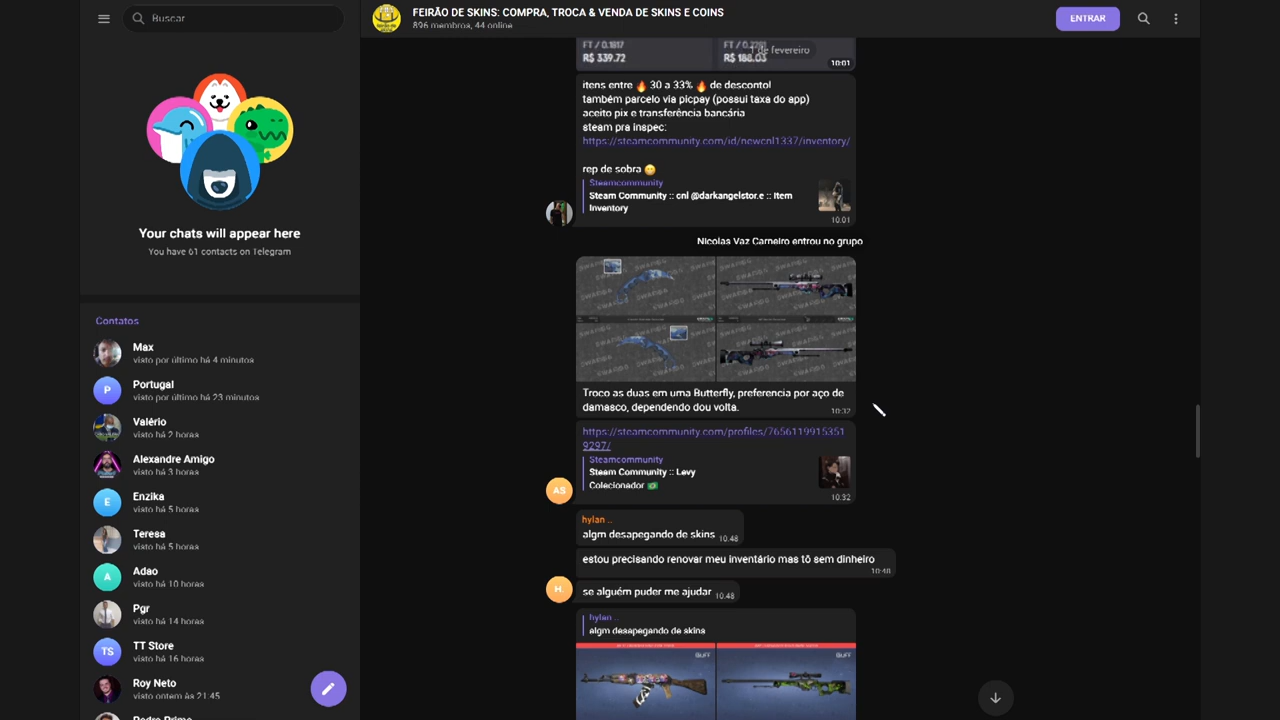 Buscar
Your chats will appear here
You have 61 contacts on Telegram
Contatos
Max
visto por último há 4 minutos
P
Portugal
visto por último há 23 minutos
Valério
visto há 2 horas
Alexandre Amigo
visto há 3 horas
E
Enzika
visto há 5 horas
Teresa
visto há 5 horas
A
Adao
visto há 10 horas
Pgr
visto há 14 horas
TS
TT Store
visto há 16 horas
Roy Neto
visto ontem às 21:45
Pedro Primo
FEIRÃO DE SKINS: COMPRA, TROCA & VENDA DE SKINS E COINS
896 membros, 44 online
ENTRAR
de fevereiro
FT / 0.1817
R$ 339.72
R$ 188.03
10:01
itens entre 🔥 30 a 33% 🔥 de desconto!
também parcelo via picpay (possui taxa do app)
aceito pix e transferência bancária
steam pra inspec:
https://steamcommunity.com/id/newcnl1337/inventory/
rep de sobra 😬
Steamcommunity
Steam Community :: cnl @darkangelstor.e :: Item
Inventory
10:01
Nicolas Vaz Carneiro entrou no grupo
Troco as duas em uma Butterfly, preferencia por aço de
damasco, dependendo dou volta.
10:32
https://steamcommunity.com/profiles/7656119915351
9297/
Steamcommunity
Steam Community :: Levy
Colecionador 🇧🇷
10:32
AS
hylan ..
algm desapegando de skins
10:48
estou precisando renovar meu inventário mas tô sem dinheiro
10:48
se alguém puder me ajudar
10:48
H.
hylan ..
algm desapegando de skins
BUFF
BUFF